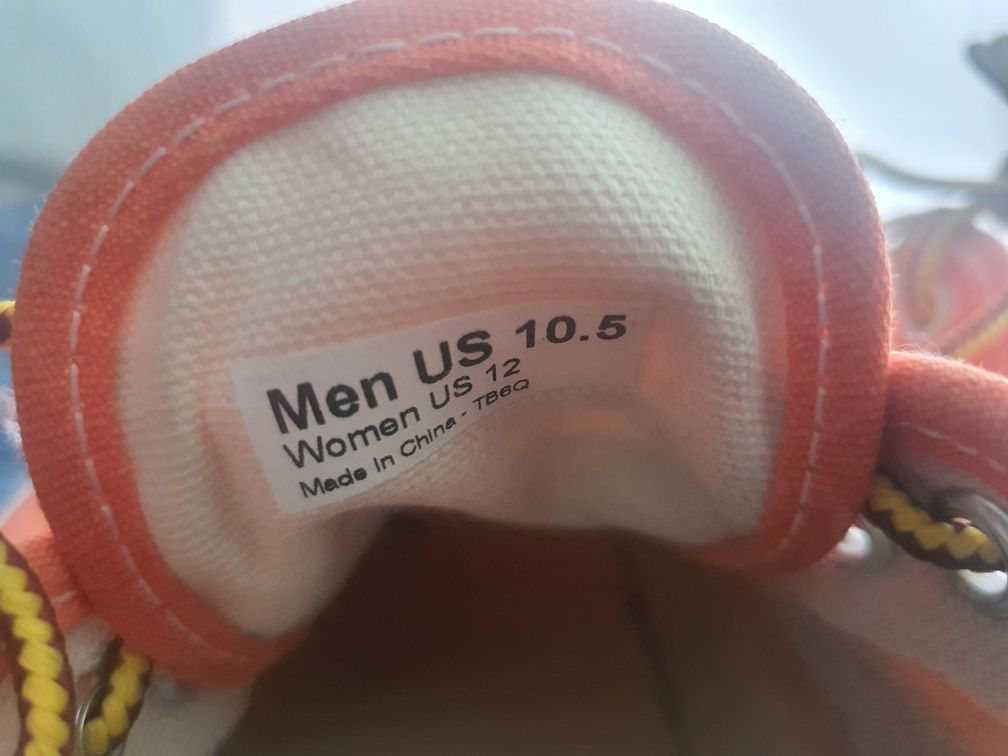 Men US 10.5
Women US 12
Made In China - TB6Q